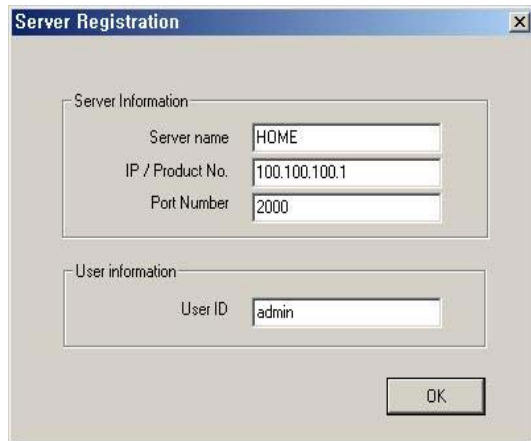 Server Registration
Server Information
Server name HOME
IP / Product No. 100.100.100.1
Port Number 2000
User information
User ID admin
OK